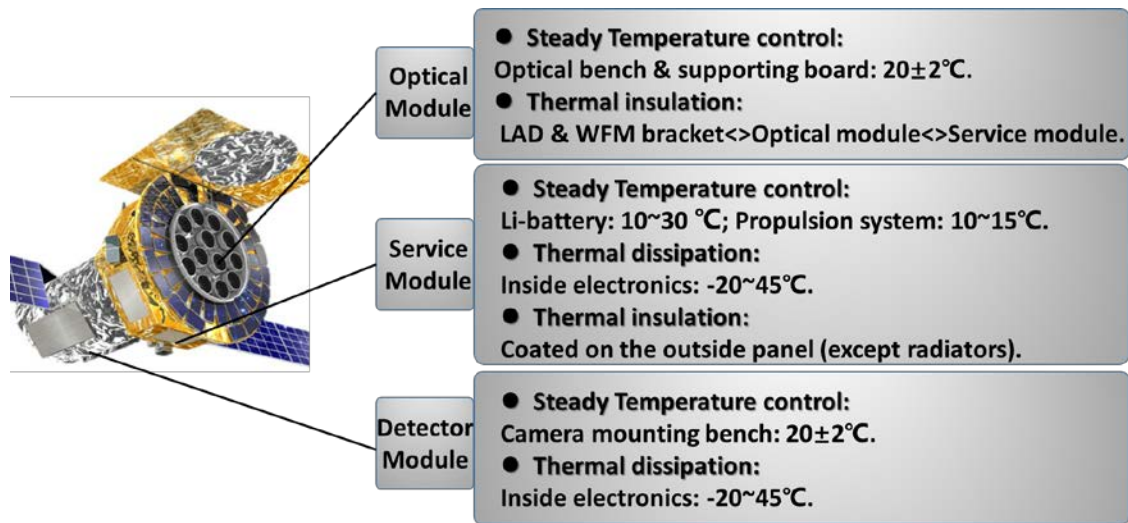 Optical
Module
● Steady Temperature control:
Optical bench & supporting board: 20±2℃.
● Thermal insulation:
LAD & WFM bracket<>Optical module<>Service module.
Service
Module
● Steady Temperature control:
Li-battery: 10~30 ℃; Propulsion system: 10~15℃.
● Thermal dissipation:
Inside electronics: -20~45℃.
● Thermal insulation:
Coated on the outside panel (except radiators).
Detector
Module
● Steady Temperature control:
Camera mounting bench: 20±2℃.
● Thermal dissipation:
Inside electronics: -20~45℃.